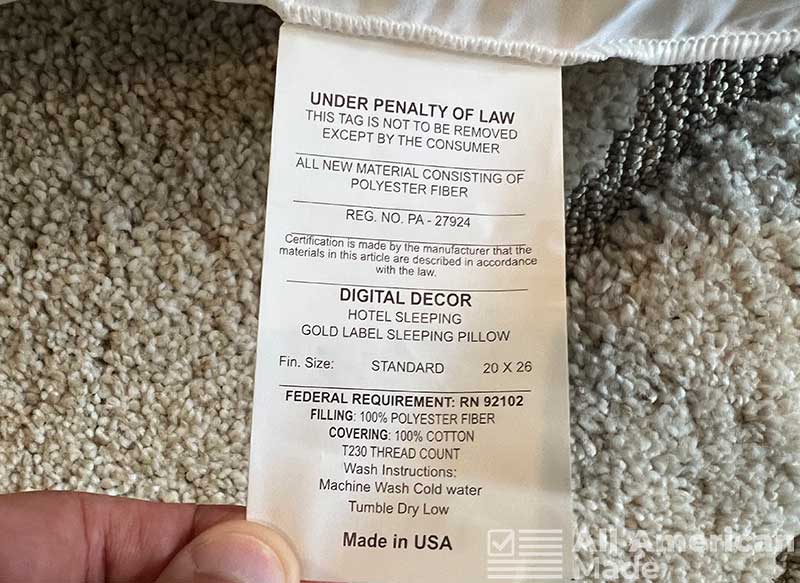 UNDER PENALTY OF LAW
THIS TAG IS NOT TO BE REMOVED
EXCEPT BY THE CONSUMER
ALL NEW MATERIAL CONSISTING OF
POLYESTER FIBER
REG. NO. PA - 27924
Certification is made by the manufacturer that the
materials in this article are described in accordance
with the law.
DIGITAL DECOR
HOTEL SLEEPING
GOLD LABEL SLEEPING PILLOW
Fin. Size: STANDARD 20 X 26
FEDERAL REQUIREMENT: RN 92102
FILLING: 100% POLYESTER FIBER
COVERING: 100% COTTON
T230 THREAD COUNT
Wash Instructions:
Machine Wash Cold water
Tumble Dry Low
Made in USA
All American
Made